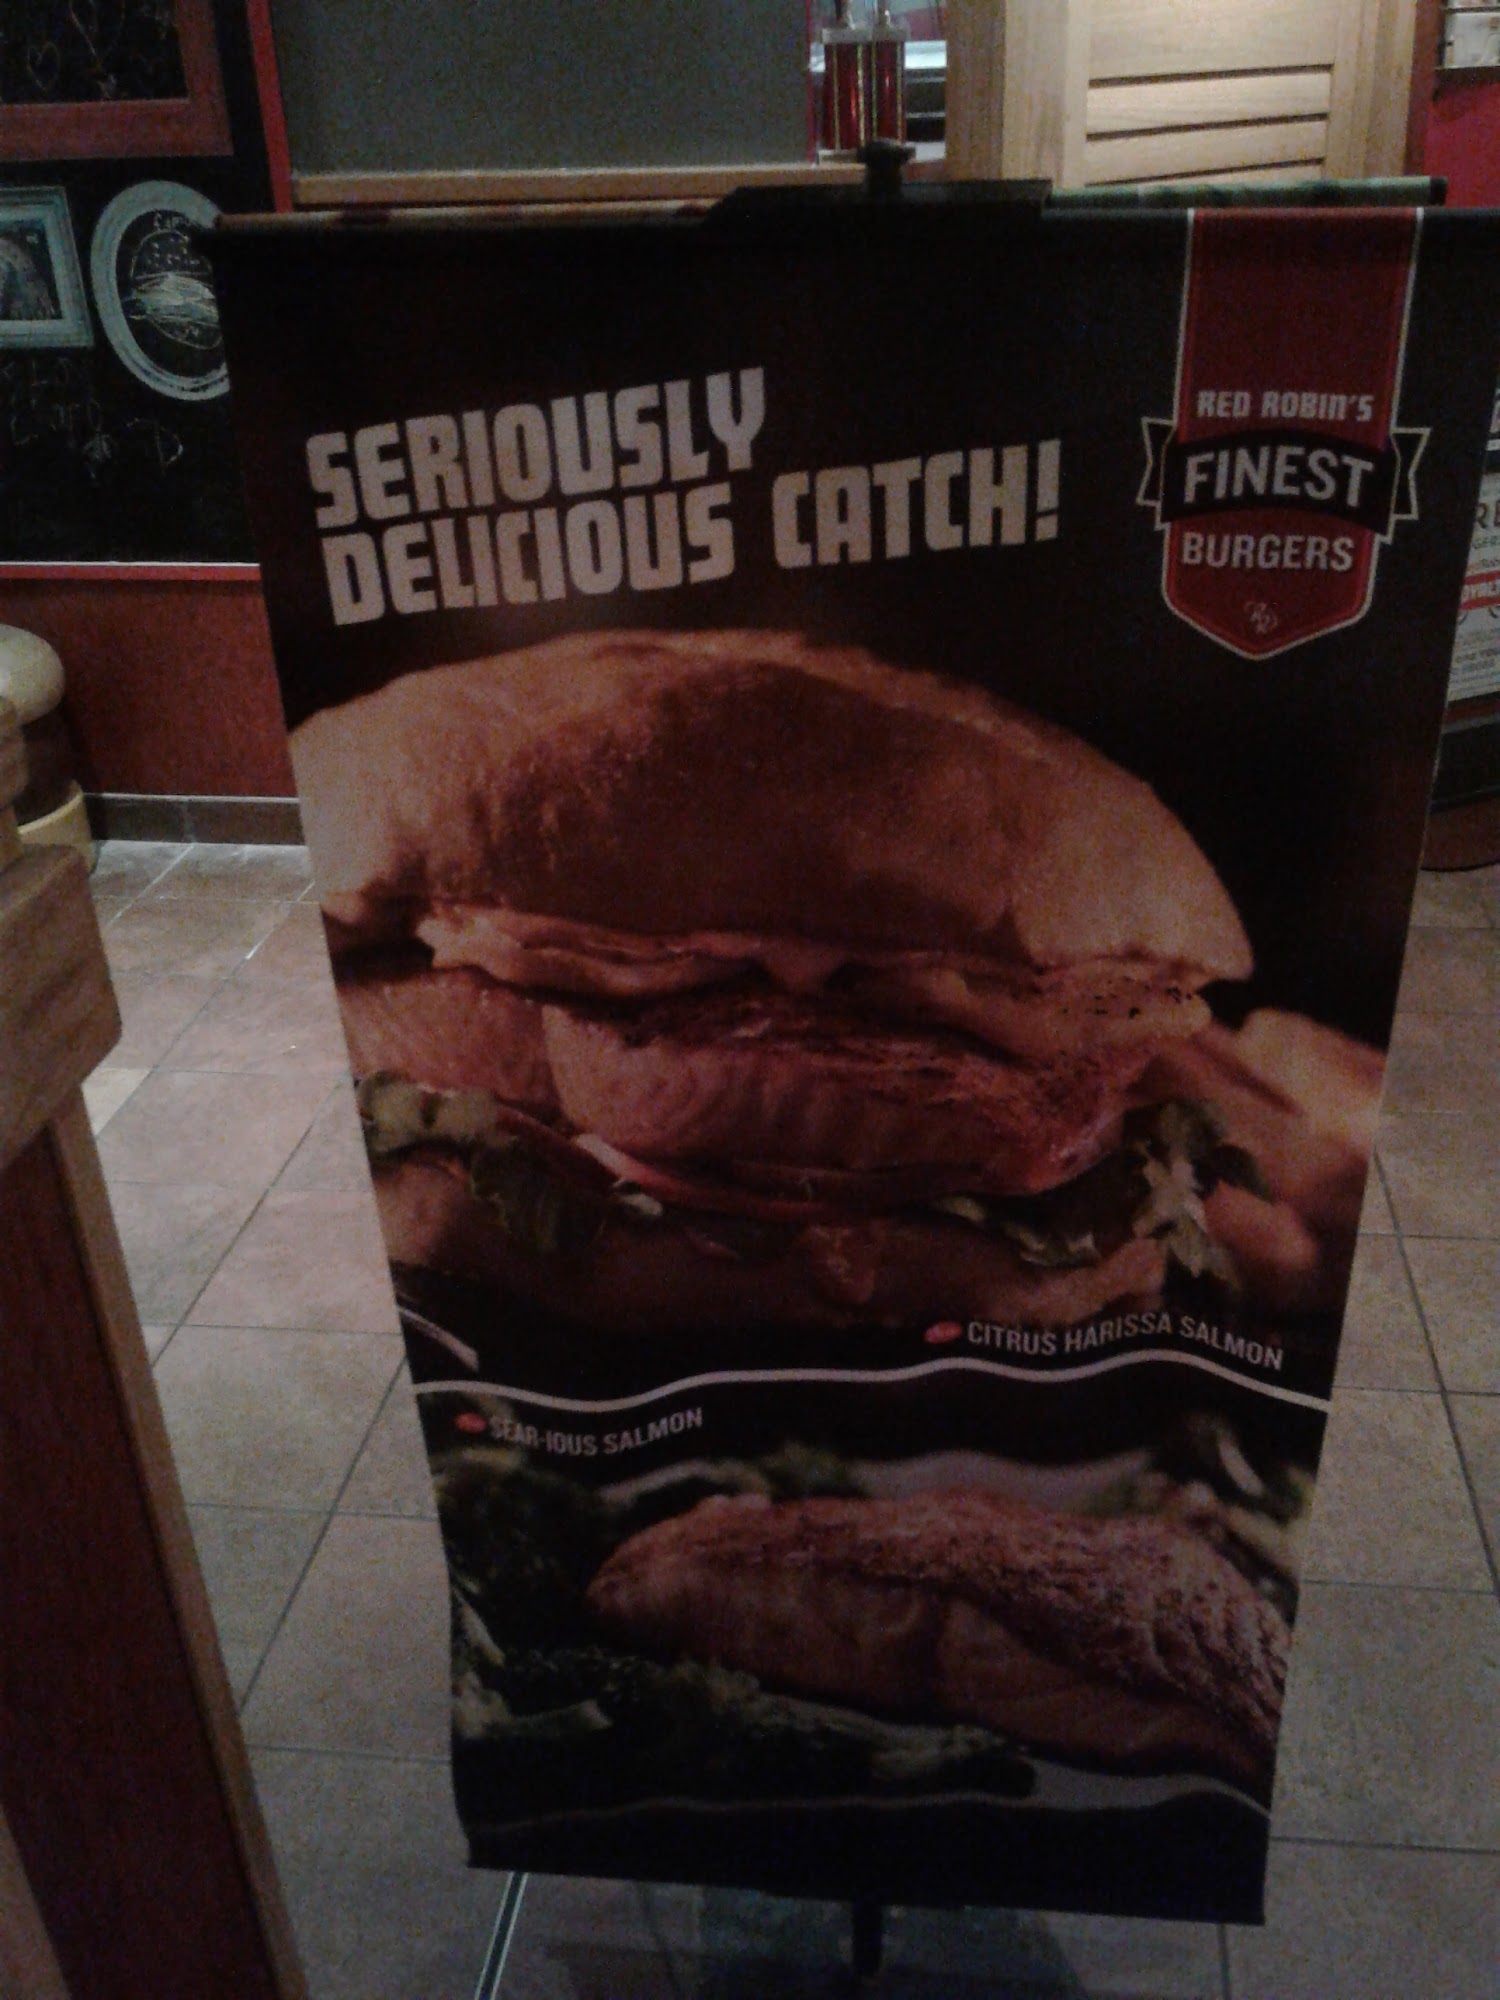 SERIOUSLY
DELICIOUS CATCH!
RED ROBIN'S
FINEST
BURGERS
CITRUS HARISSA SALMON
SEAR-IOUS SALMON